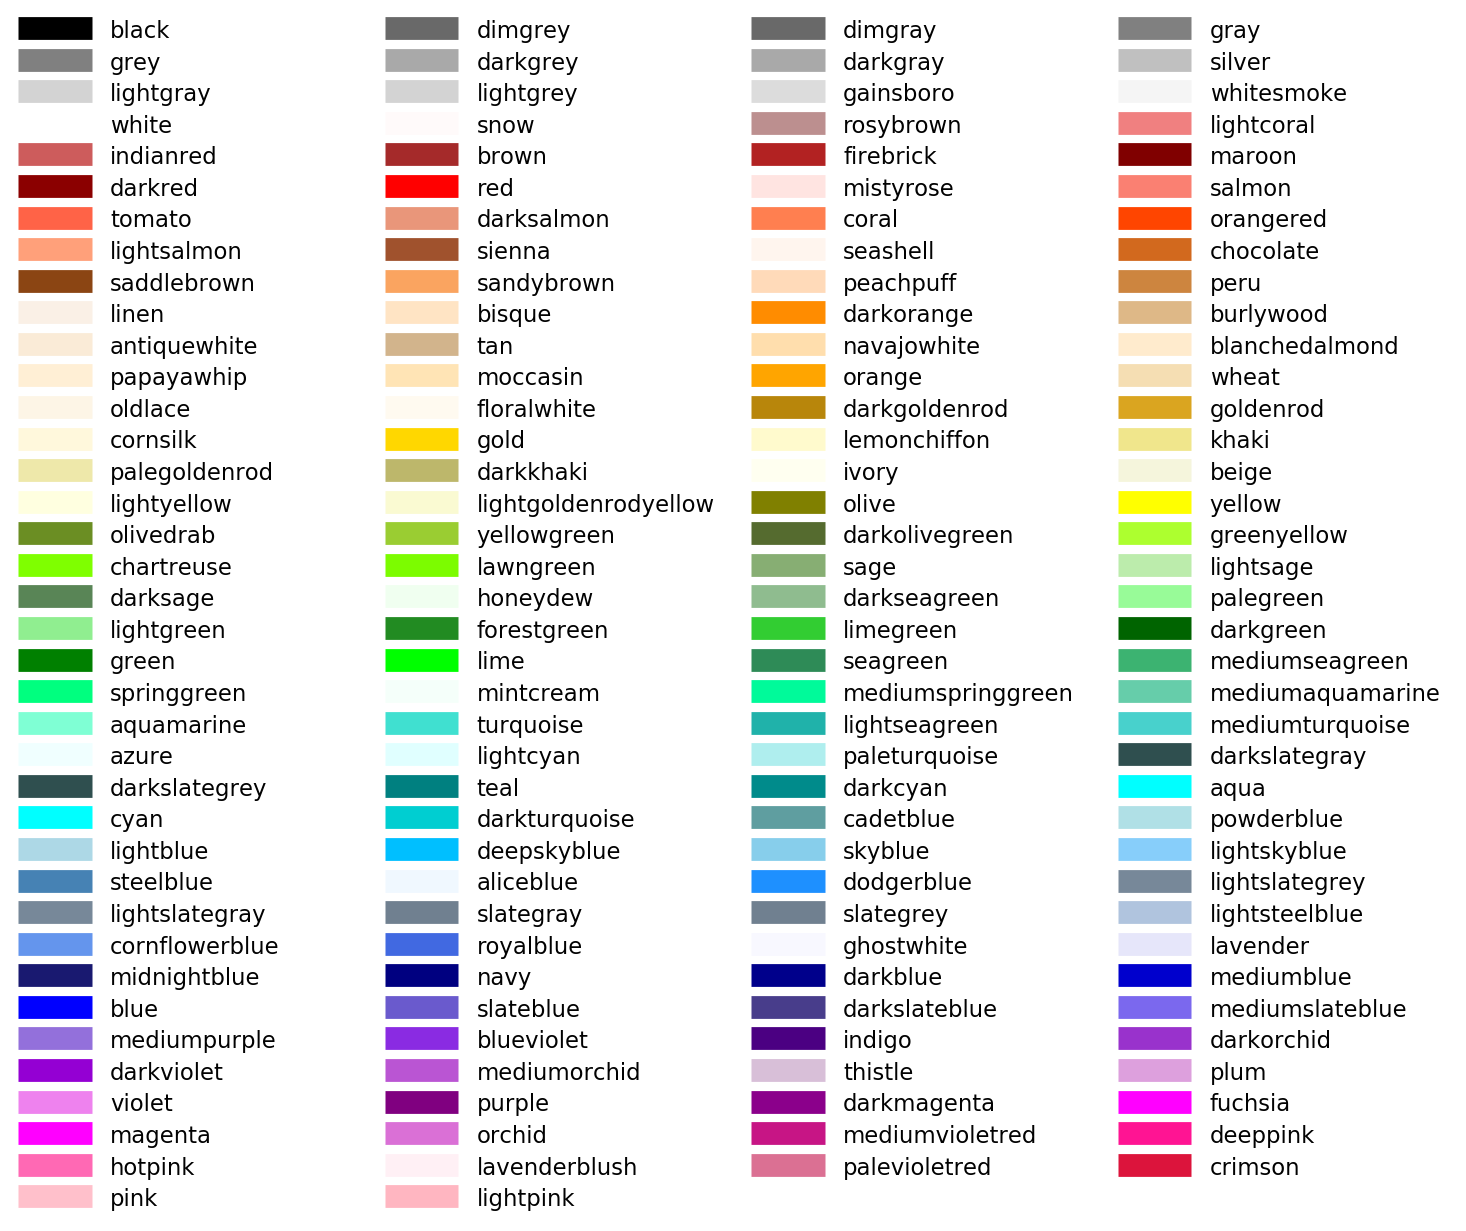 black dimgrey dimgray gray
grey darkgrey darkgray silver
lightgray lightgrey gainsboro whitesmoke
white snow rosybrown lightcoral
indianred brown firebrick maroon
darkred red mistyrose salmon
tomato darksalmon coral orangered
lightsalmon sienna seashell chocolate
saddlebrown sandybrown peachpuff peru
linen bisque darkorange burlywood
antiquewhite tan navajowhite blanchedalmond
papayawhip moccasin orange wheat
oldlace floralwhite darkgoldenrod goldenrod
cornsilk gold lemonchiffon khaki
palegoldenrod darkkhaki ivory beige
lightyellow lightgoldenrodyellow olive yellow
olivedrab yellowgreen darkolivegreen greenyellow
chartreuse lawngreen sage lightsage
darksage honeydew darkseagreen palegreen
lightgreen forestgreen limegreen darkgreen
green lime seagreen mediumseagreen
springgreen mintcream mediumspringgreen mediumaquamarine
aquamarine turquoise lightseagreen mediumturquoise
azure lightcyan paleturquoise darkslategray
darkslategrey teal darkcyan aqua
cyan darkturquoise cadetblue powderblue
lightblue deepskyblue skyblue lightskyblue
steelblue aliceblue dodgerblue lightslategrey
lightslategray slategray slategrey lightsteelblue
cornflowerblue royalblue ghostwhite lavender
midnightblue navy darkblue mediumblue
blue slateblue darkslateblue mediumslateblue
mediumpurple blueviolet indigo darkorchid
darkviolet mediumorchid thistle plum
violet purple darkmagenta fuchsia
magenta orchid mediumvioletred deeppink
hotpink lavenderblush palevioletred crimson
pink lightpink